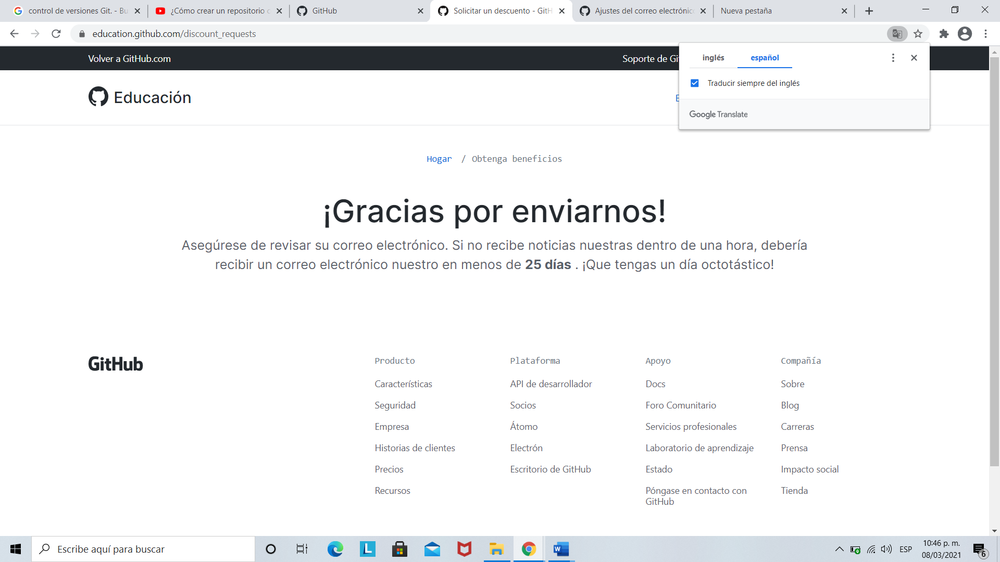 control de versiones Git. - Bu
¿Cómo crear un repositorio c
GitHub
Solicitar un descuento - GitH
Ajustes del correo electrónic
Nueva pestaña
education.github.com/discount_requests
Volver a GitHub.com
Soporte de Gi
inglés
español
Traducir siempre del inglés
Google Translate
Educación
E
Hogar / Obtenga beneficios
¡Gracias por enviarnos!
Asegúrese de revisar su correo electrónico. Si no recibe noticias nuestras dentro de una hora, debería
recibir un correo electrónico nuestro en menos de 25 días . ¡Que tengas un día octotástico!
GitHub
Producto
Características
Seguridad
Empresa
Historias de clientes
Precios
Recursos
Plataforma
API de desarrollador
Socios
Átomo
Electrón
Escritorio de GitHub
Apoyo
Docs
Foro Comunitario
Servicios profesionales
Laboratorio de aprendizaje
Estado
Póngase en contacto con
GitHub
Compañía
Sobre
Blog
Carreras
Prensa
Impacto social
Tienda
Escribe aquí para buscar
ESP
10:46 p. m.
08/03/2021
6